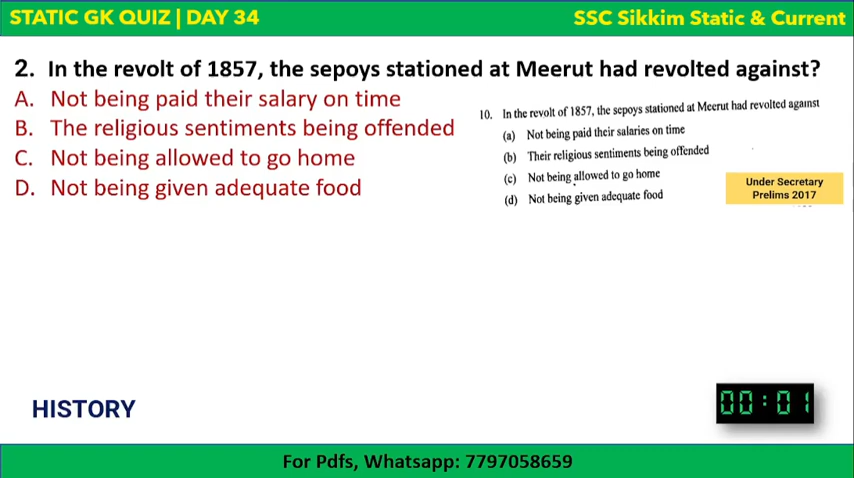 STATIC GK QUIZ | DAY 34
SSC Sikkim Static & Current
2. In the revolt of 1857, the sepoys stationed at Meerut had revolted against?
A. Not being paid their salary on time
B. The religious sentiments being offended
C. Not being allowed to go home
D. Not being given adequate food
10. In the revolt of 1857, the sepoys stationed at Meerut had revolted against
(a) Not being paid their salaries on time
(b) Their religious sentiments being offended
(c) Not being allowed to go home
(d) Not being given adequate food
Under Secretary
Prelims 2017
HISTORY
00:01
For Pdfs, Whatsapp: 7797058659